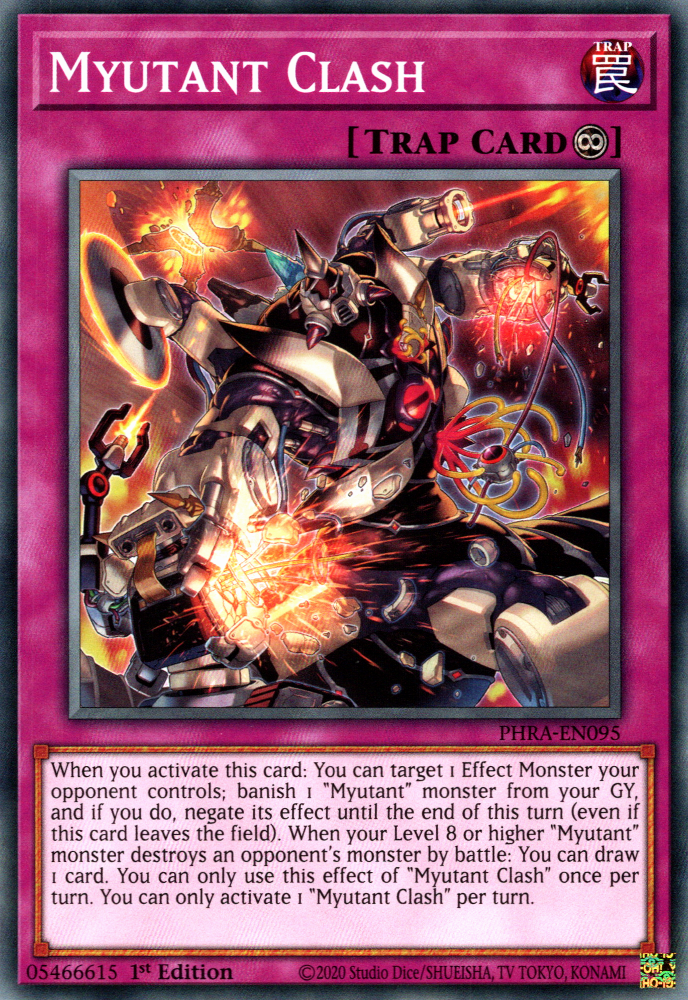 Myutant Clash
TRAP
罠
[Trap Card]
PHRA-EN095
When you activate this card: You can target 1 Effect Monster your
opponent controls; banish 1 "Myutant" monster from your GY,
and if you do, negate its effect until the end of this turn (even if
this card leaves the field). When your Level 8 or higher "Myutant"
monster destroys an opponent's monster by battle: You can draw
1 card. You can only use this effect of "Myutant Clash" once per
turn. You can only activate 1 "Myutant Clash" per turn.
05466615 1st Edition ©2020 Studio Dice/SHUEISHA, TV TOKYO, KONAMI